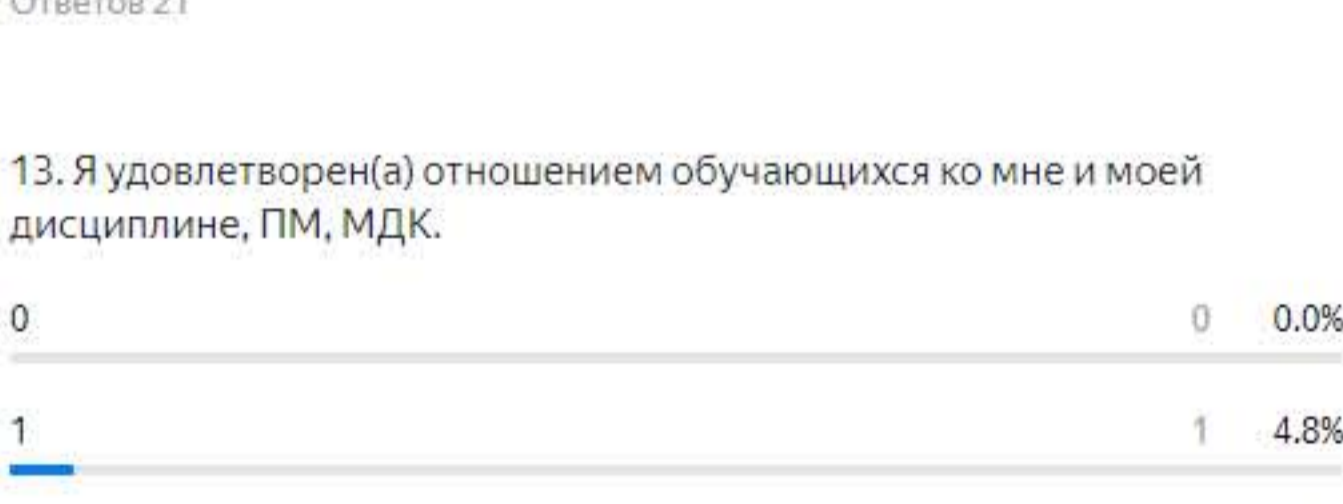 Ответов 21
13. Я удовлетворен(а) отношением обучающихся ко мне и моей
дисциплине, ПМ, МДК.
0 0 0.0%
1 1 4.8%